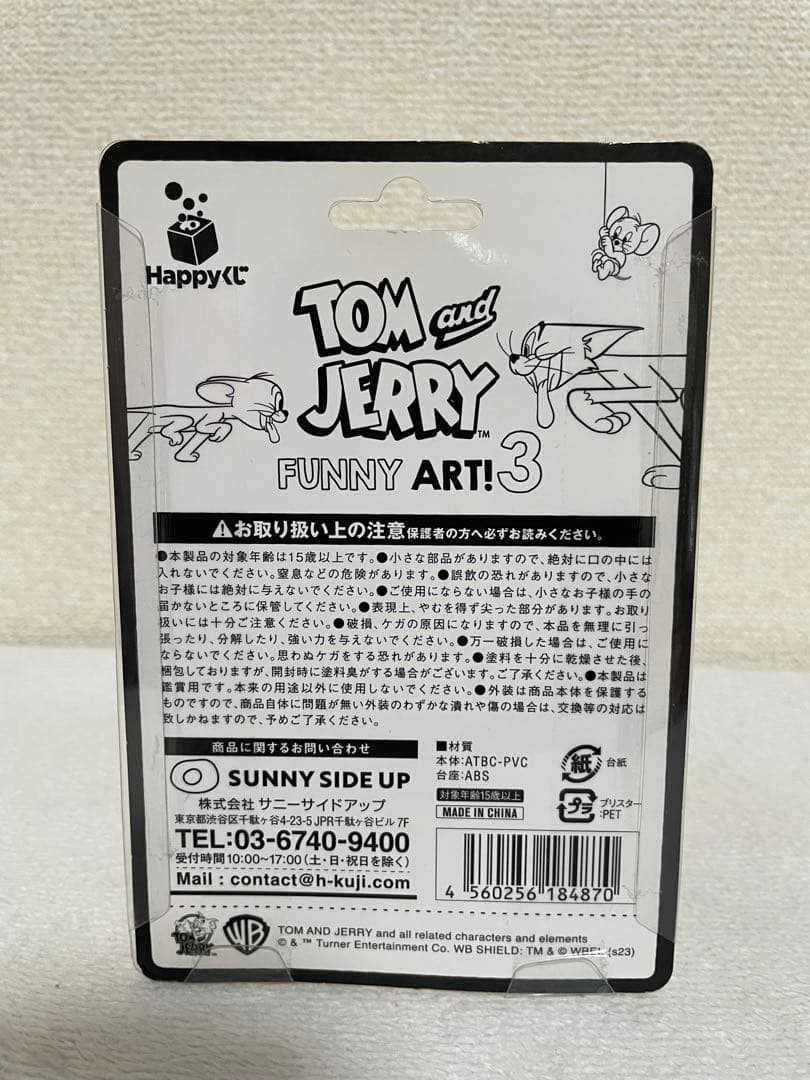 Happyくじ
TOM and
JERRY™
FUNNY ART! 3
⚠お取り扱い上の注意 保護者の方へ必ずお読みください。
●本製品の対象年齢は15歳以上です。●小さな部品がありますので、絶対に口の中には
入れないでください。窒息などの危険があります。●誤飲の恐れがありますので、小さな
お子様には絶対に与えないでください。●ご使用にならない場合は、小さなお子様の手の
届かないところに保管してください。●表現上、やむを得ず尖った部分があります。お取り
扱いには十分ご注意ください。●破損、ケガの原因になりますので、本品を無理に引っ
張ったり、分解したり、強い力を与えないでください。●万一破損した場合は、ご使用に
ならないでください。思わぬケガをする恐れがあります。●塗料を十分に乾燥させた後、
梱包しておりますが、開封時に塗料臭がする場合がございます。ご了承ください。●本製品は
鑑賞用です。本来の用途以外に使用しないでください。●外装は商品本体を保護する
ものですので、商品自体に問題が無い外装のわずかな潰れや傷の場合は、交換等の対応は
致しかねますので、予めご了承ください。
商品に関するお問い合わせ
SUNNY SIDE UP
株式会社 サニーサイドアップ
東京都渋谷区千駄ヶ谷4-23-5 JPR千駄ヶ谷ビル 7F
TEL:03-6740-9400
受付時間10:00~17:00(土・日・祝日を除く)
Mail : contact@h-kuji.com
■材質
本体:ATBC-PVC
台座:ABS
対象年齢15歳以上
MADE IN CHINA
紙 台紙
プラ ブリスター
:PET
4 560256 184870
TOM and JERRY
WB
TOM AND JERRY and all related characters and elements
© & ™ Turner Entertainment Co. WB SHIELD: TM & © WBEI. (s23)